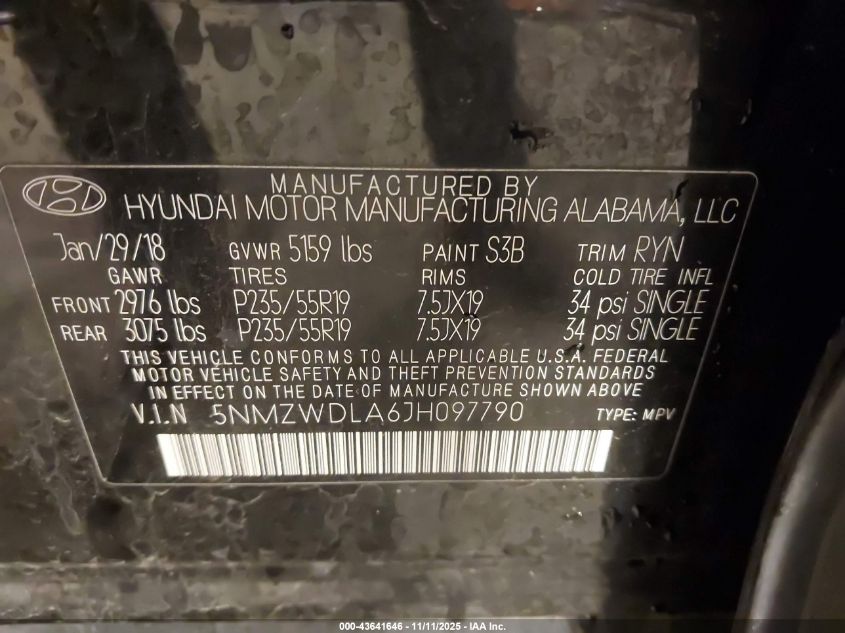 MANUFACTURED BY
HYUNDAI MOTOR MANUFACTURING ALABAMA, LLC
Jan/29/18 GVWR 5159 lbs PAINT S3B TRIM RYN
GAWR TIRES RIMS COLD TIRE INFL
FRONT 2976 lbs P235/55R19 7.5JX19 34 psi SINGLE
REAR 3075 lbs P235/55R19 7.5JX19 34 psi SINGLE
THIS VEHICLE CONFORMS TO ALL APPLICABLE U.S.A. FEDERAL
MOTOR VEHICLE SAFETY AND THEFT PREVENTION STANDARDS
IN EFFECT ON THE DATE OF MANUFACTURE SHOWN ABOVE
V.I.N 5NMZWDLA6JH097790 TYPE: MPV
000-43641646 - 11/11/2025 - IAA Inc.